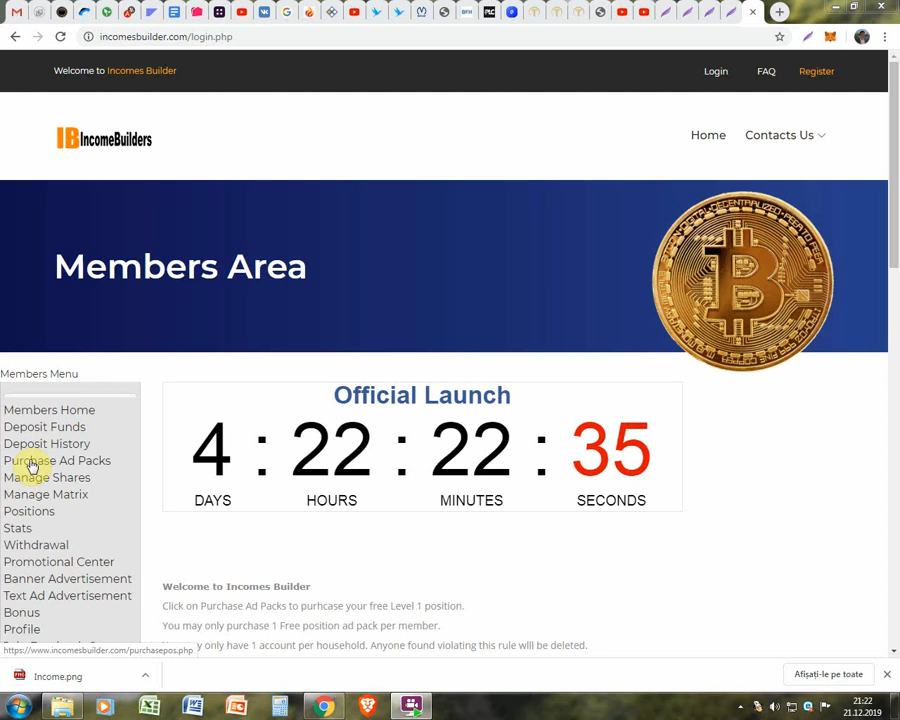 incomesbuilder.com/login.php
Welcome to Incomes Builder
Login
FAQ
Register
IBIncomeBuilders
Home
Contacts Us
Members Area
B
Members Menu
Members Home
Deposit Funds
Deposit History
Purchase Ad Packs
Manage Shares
Manage Matrix
Positions
Stats
Withdrawal
Promotional Center
Banner Advertisement
Text Ad Advertisement
Bonus
Profile
Official Launch
4 : 22 : 22 : 35
DAYS
HOURS
MINUTES
SECONDS
Welcome to Incomes Builder
Click on Purchase Ad Packs to purhcase your free Level 1 position.
You may only purchase 1 Free position ad pack per member.
only have 1 account per household. Anyone found violating this rule will be deleted.
https://www.incomesbuilder.com/purchasepos.php
Income.png
Afișați-le pe toate
21:22
21.12.2019